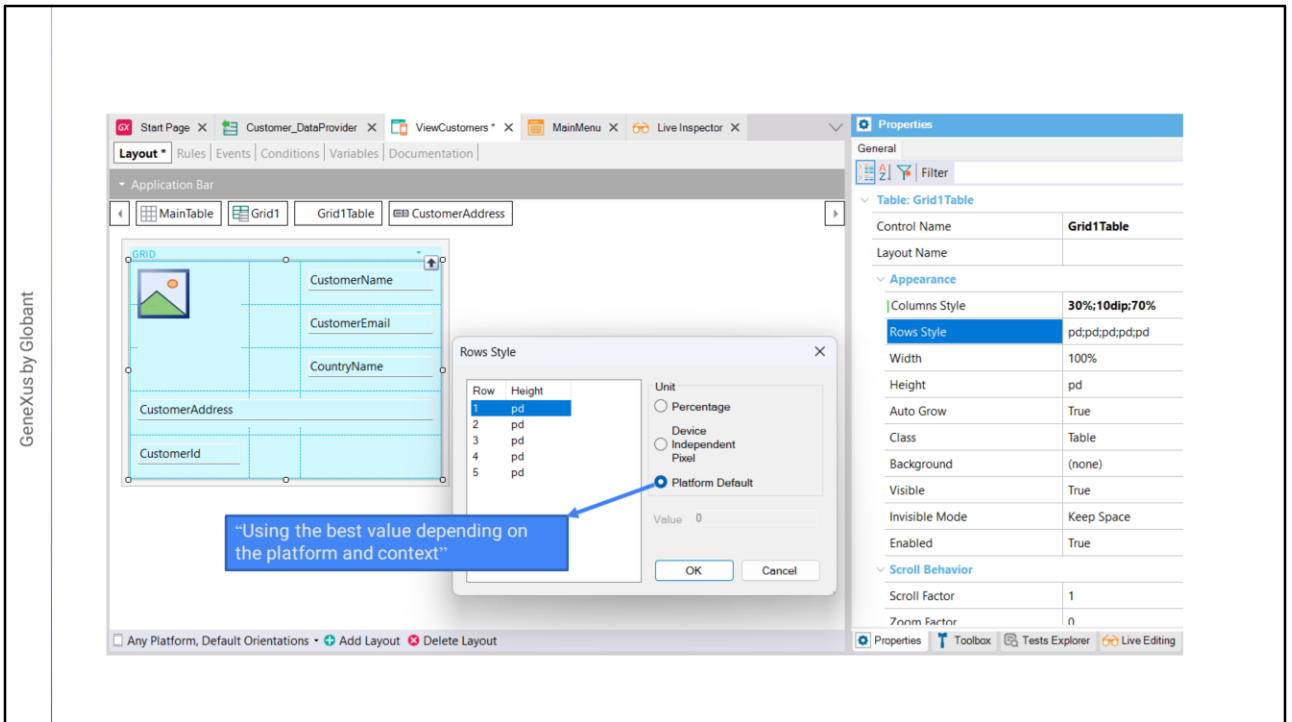 GeneXus by Globant
GX Start Page X Customer_DataProvider X ViewCustomers * X MainMenu X Live Inspector X
Layout * Rules Events Conditions Variables Documentation
Application Bar
MainTable Grid1 Grid1Table CustomerAddress
GRID
CustomerName
CustomerEmail
CountryName
CustomerAddress
CustomerId
Rows Style
Row Height
1 pd
2 pd
3 pd
4 pd
5 pd
Unit
Percentage
Device
Independent
Pixel
Platform Default
Value 0
OK Cancel
“Using the best value depending on
the platform and context”
Any Platform, Default Orientations Add Layout Delete Layout
Properties
General
Filter
Table: Grid1Table
Control Name Grid1Table
Layout Name
Appearance
Columns Style 30%;10dip;70%
Rows Style pd;pd;pd;pd;pd
Width 100%
Height pd
Auto Grow True
Class Table
Background (none)
Visible True
Invisible Mode Keep Space
Enabled True
Scroll Behavior
Scroll Factor 1
Zoom Factor 0
Properties Toolbox Tests Explorer Live Editing